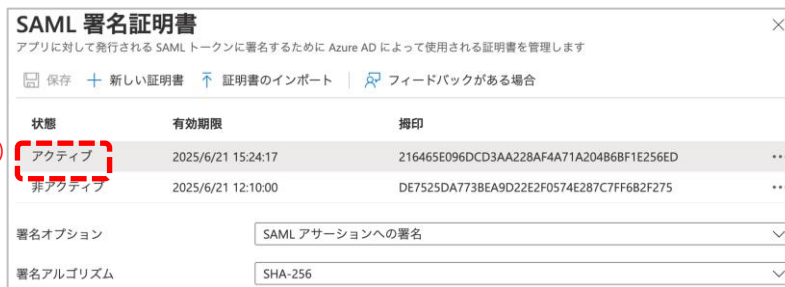 SAML 署名証明書
アプリに対して発行される SAML トークンに署名するために Azure AD によって使用される証明書を管理します
保存 新しい証明書 証明書のインポート フィードバックがある場合
状態 有効期限 拇印
アクティブ 2025/6/21 15:24:17 216465E096DCD3AA228AF4A71A204B6BF1E256ED
非アクティブ 2025/6/21 12:10:00 DE7525DA773BEA9D22E2F0574E287C7FF6B2F275
署名オプション SAML アサーションへの署名
署名アルゴリズム SHA-256